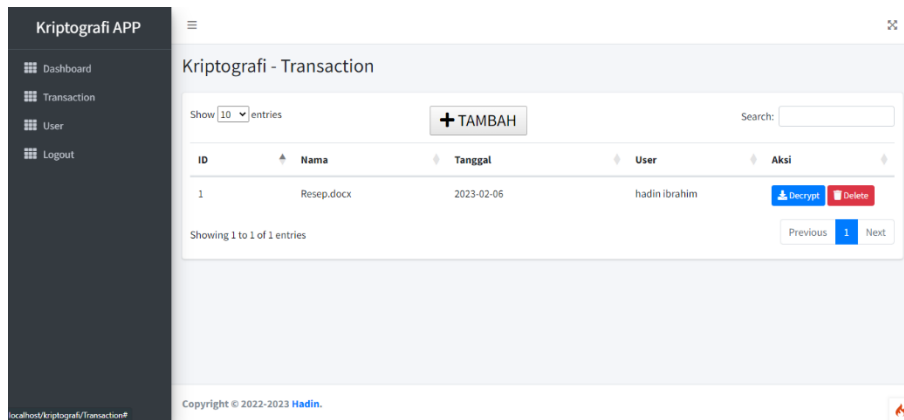 Kriptografi APP
Dashboard
Transaction
User
Logout
Kriptografi - Transaction
Show 10 entries
TAMBAH
Search:
ID Nama Tanggal User Aksi
1 Resep.docx 2023-02-06 hadin ibrahim Decrypt Delete
Showing 1 to 1 of 1 entries
Previous 1 Next
Copyright © 2022-2023 Hadin.
localhost/kriptografi/Transaction#